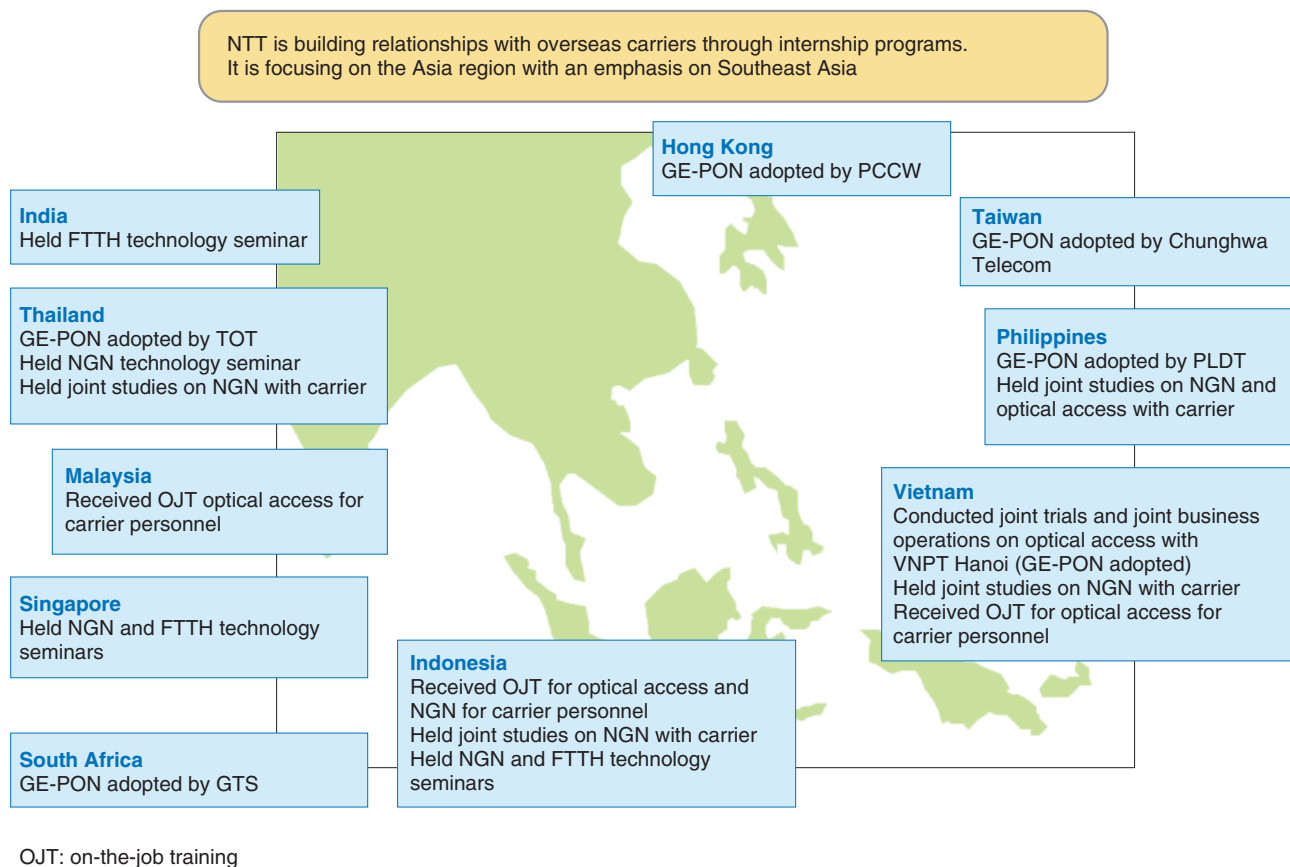 NTT is building relationships with overseas carriers through internship programs.
It is focusing on the Asia region with an emphasis on Southeast Asia
Hong Kong
GE-PON adopted by PCCW
India
Held FTTH technology seminar
Taiwan
GE-PON adopted by Chunghwa
Telecom
Thailand
GE-PON adopted by TOT
Held NGN technology seminar
Held joint studies on NGN with carrier
Philippines
GE-PON adopted by PLDT
Held joint studies on NGN and
optical access with carrier
Malaysia
Received OJT optical access for
carrier personnel
Vietnam
Conducted joint trials and joint business
operations on optical access with
VNPT Hanoi (GE-PON adopted)
Held joint studies on NGN with carrier
Received OJT for optical access for
carrier personnel
Singapore
Held NGN and FTTH technology
seminars
Indonesia
Received OJT for optical access and
NGN for carrier personnel
Held joint studies on NGN with carrier
Held NGN and FTTH technology
seminars
South Africa
GE-PON adopted by GTS
OJT: on-the-job training